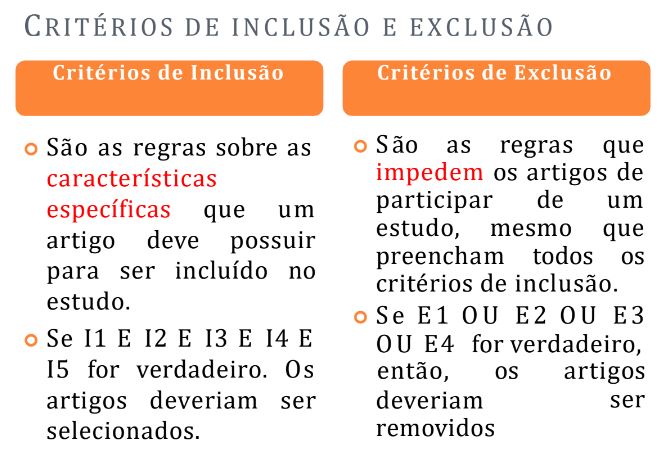 CRITÉRIOS DE INCLUSÃO E EXCLUSÃO
Critérios de Inclusão
São as regras sobre as
características
específicas que um
artigo deve possuir
para ser incluído no
estudo.
Se I1 E I2 E I3 E I4 E
I5 for verdadeiro. Os
artigos deveriam ser
selecionados.
Critérios de Exclusão
São as regras que
impedem os artigos de
participar de um
estudo, mesmo que
preencham todos os
critérios de inclusão.
Se E1 OU E2 OU E3
OU E4 for verdadeiro,
então, os artigos
deveriam ser
removidos